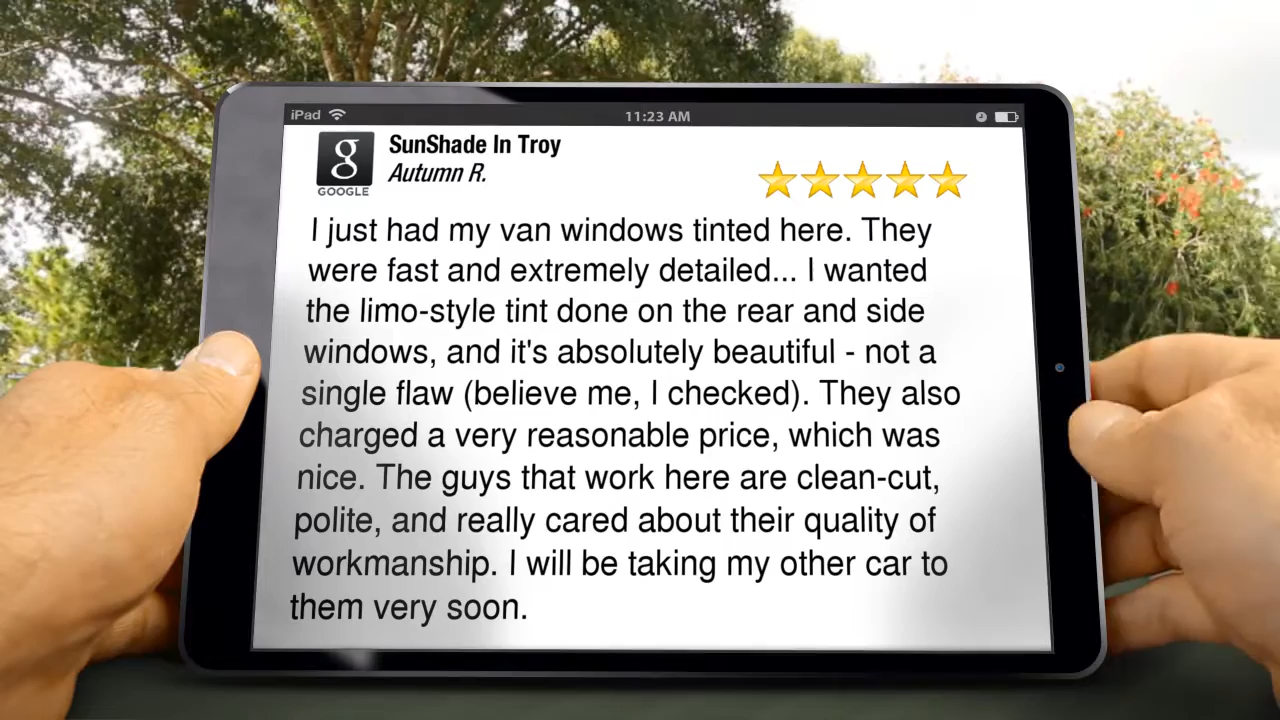 iPad
11:23 AM
g
GOOGLE
SunShade In Troy
Autumn R.
I just had my van windows tinted here. They
were fast and extremely detailed... I wanted
the limo-style tint done on the rear and side
windows, and it's absolutely beautiful - not a
single flaw (believe me, I checked). They also
charged a very reasonable price, which was
nice. The guys that work here are clean-cut,
polite, and really cared about their quality of
workmanship. I will be taking my other car to
them very soon.